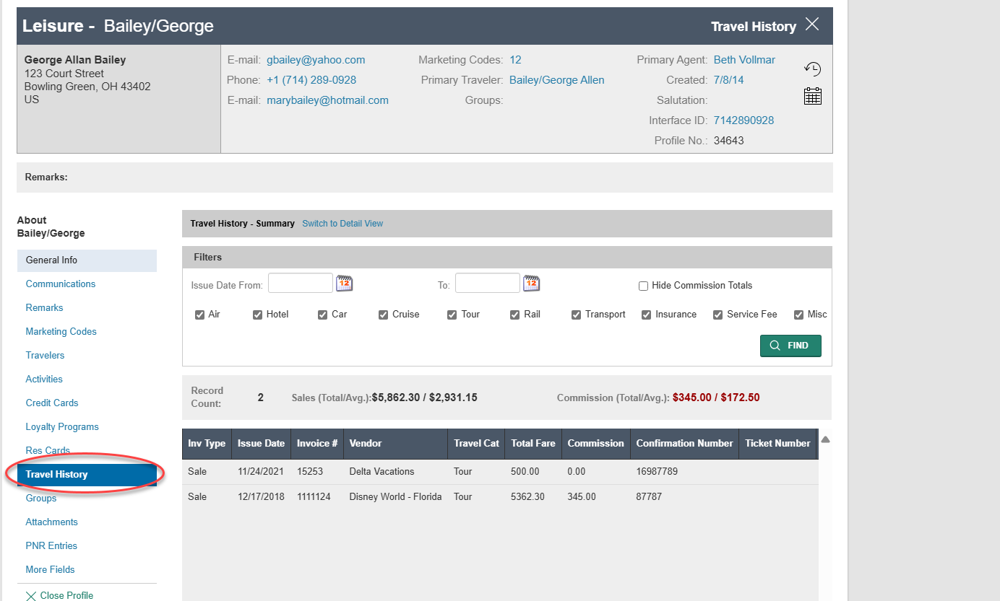 Leisure - Bailey/George
Travel History
George Allan Bailey
123 Court Street
Bowling Green, OH 43402
US
E-mail: gbailey@yahoo.com
Phone: +1 (714) 289-0928
E-mail: marybailey@hotmail.com
Marketing Codes: 12
Primary Traveler: Bailey/George Allen
Groups:
Primary Agent: Beth Vollmar
Created: 7/8/14
Salutation:
Interface ID: 7142890928
Profile No.: 34643
Remarks:
About
Bailey/George
General Info
Communications
Remarks
Marketing Codes
Travelers
Activities
Credit Cards
Loyalty Programs
Res Cards
Travel History
Groups
Attachments
PNR Entries
More Fields
Close Profile
Travel History - Summary Switch to Detail View
Filters
Issue Date From: 12 To: 12 Hide Commission Totals
Air Hotel Car Cruise Tour Rail Transport Insurance Service Fee Misc
FIND
Record
Count:
2
Sales (Total/Avg.):$5,862.30 / $2,931.15
Commission (Total/Avg.): $345.00 / $172.50
Inv Type Issue Date Invoice # Vendor Travel Cat Total Fare Commission Confirmation Number Ticket Number
Sale 11/24/2021 15253 Delta Vacations Tour 500.00 0.00 16987789
Sale 12/17/2018 1111124 Disney World - Florida Tour 5362.30 345.00 87787